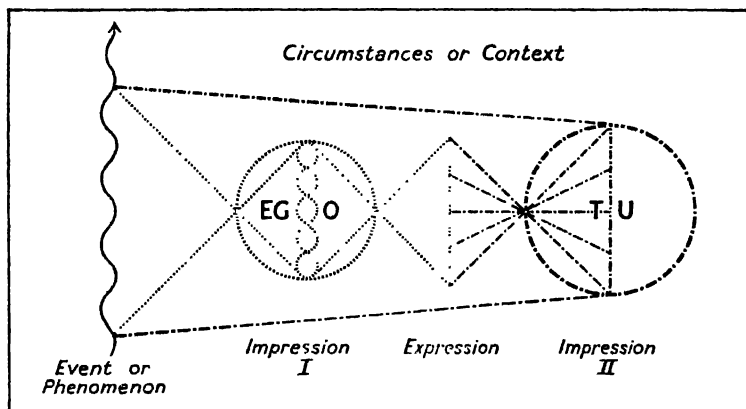 Circumstances or Context
EG O
T U
Event or
Phenomenon
Impression
I
Expression
Impression
II